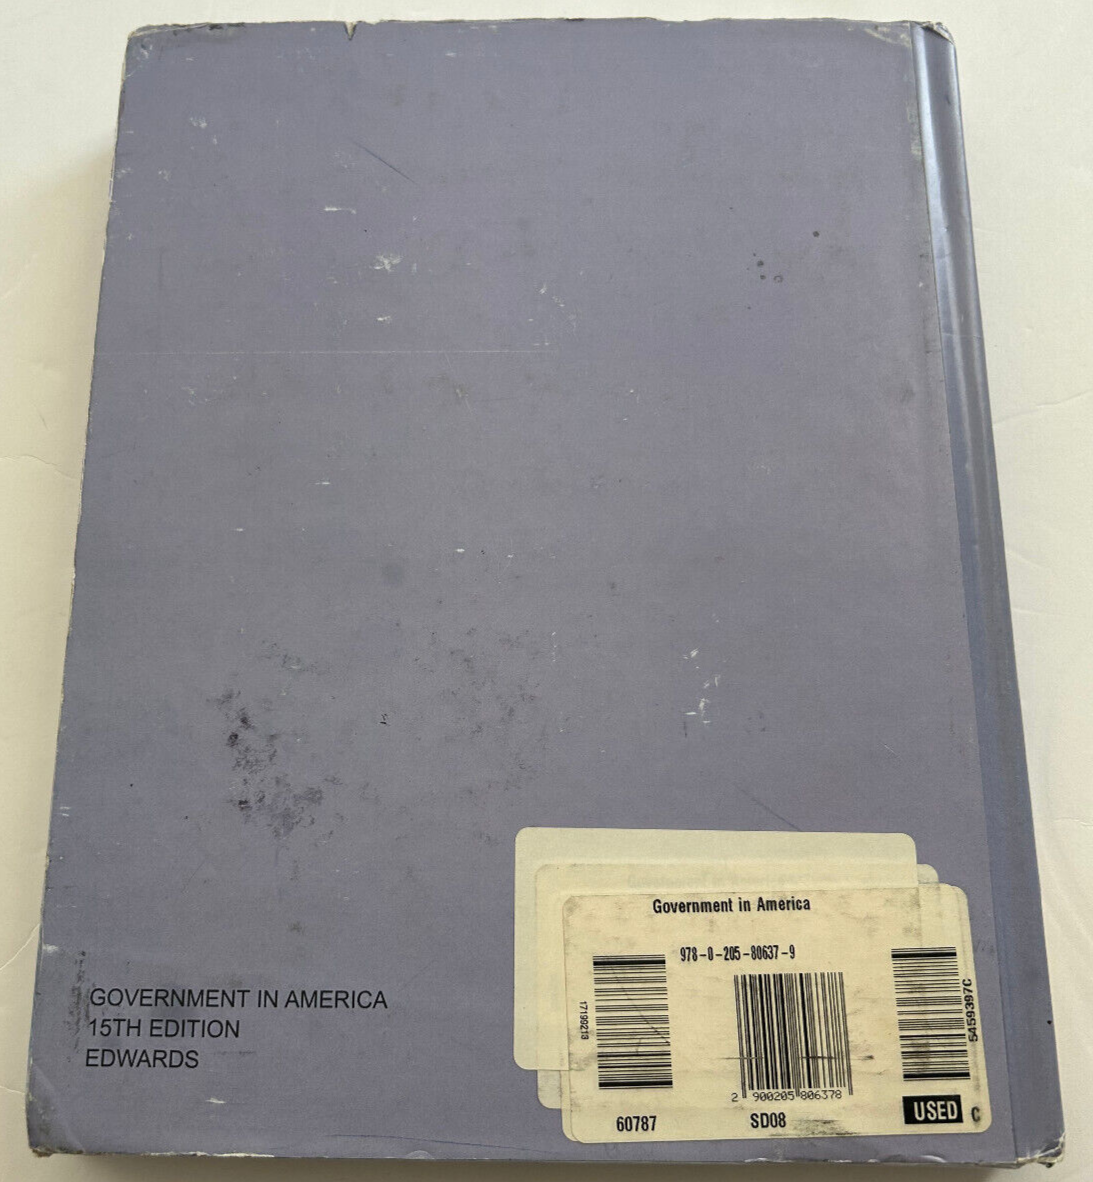 GOVERNMENT IN AMERICA
15TH EDITION
EDWARDS
Government in America
978-0-205-80637-9
17199213
5459397C
2 900205 806378
60787
SD08
USED
C